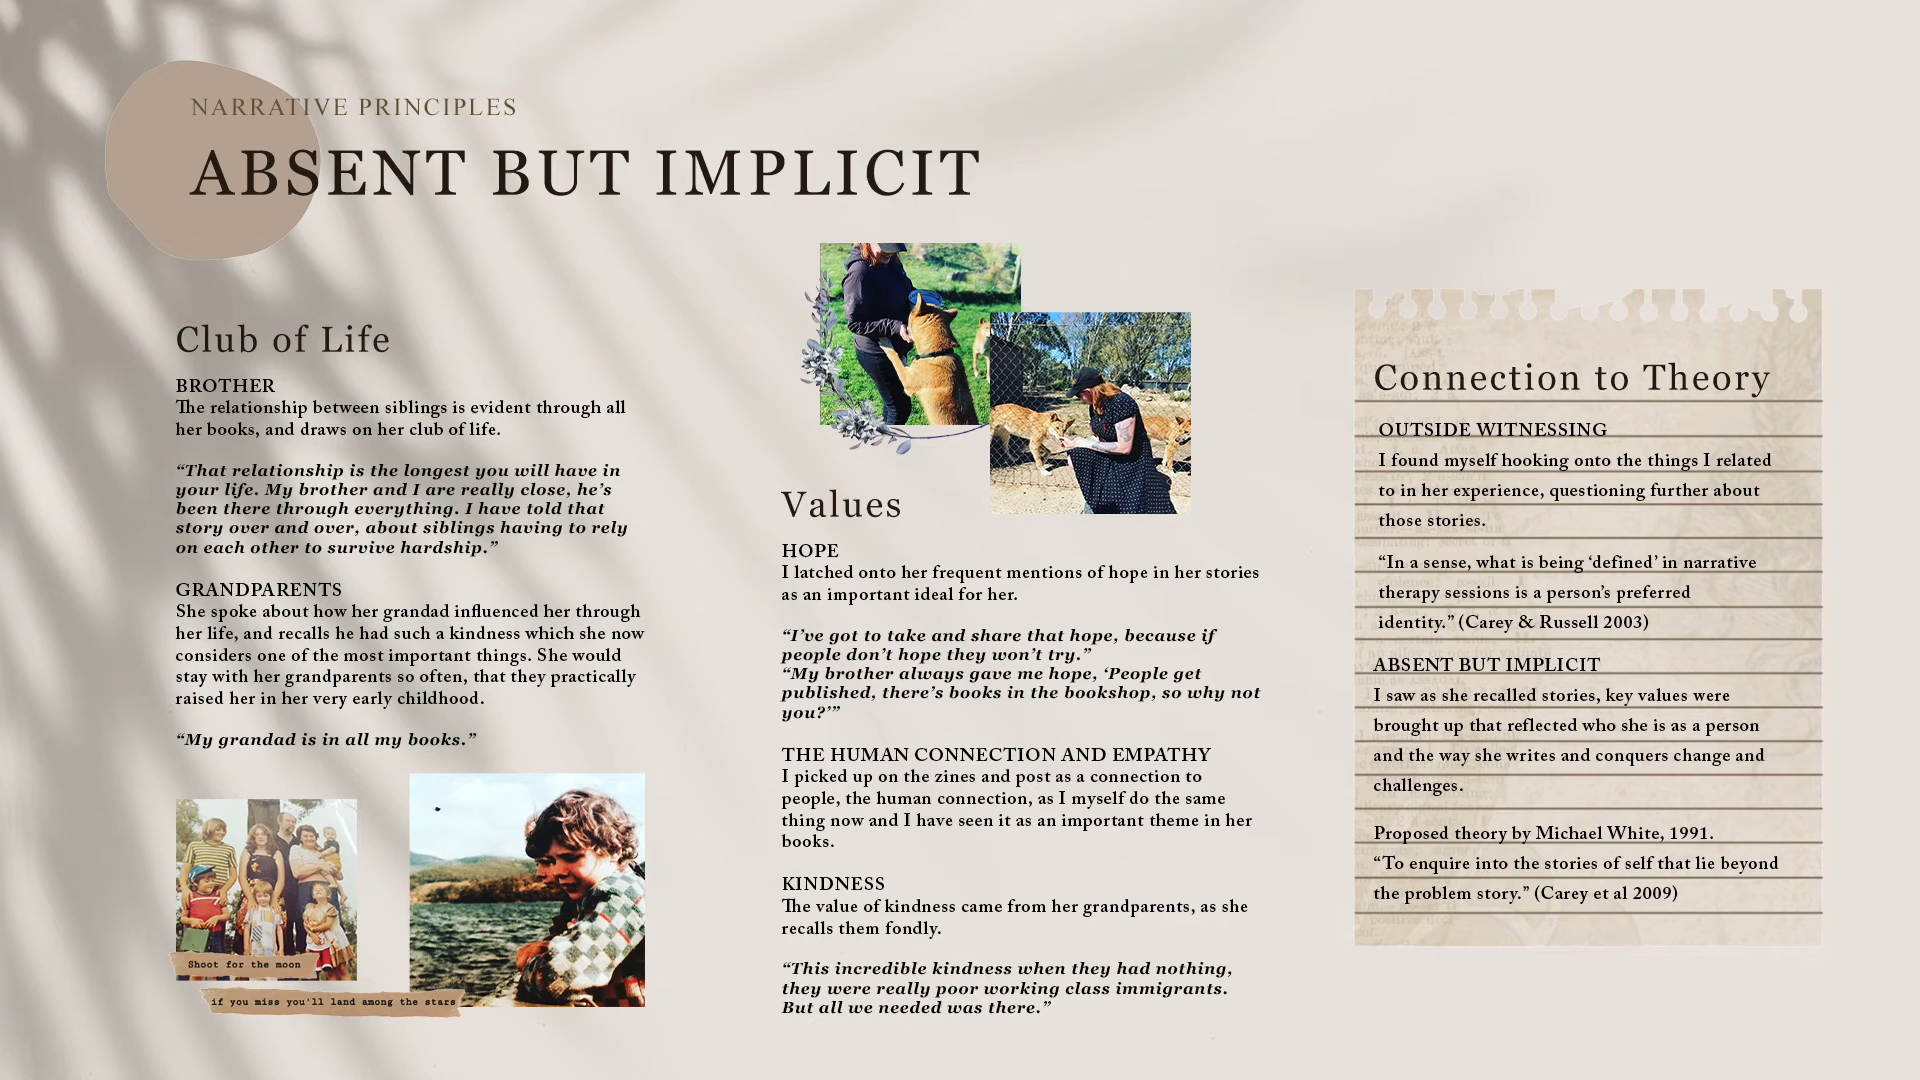 NARRATIVE PRINCIPLES
ABSENT BUT IMPLICIT
Club of Life
BROTHER
The relationship between siblings is evident through all
her books, and draws on her club of life.
“That relationship is the longest you will have in
your life. My brother and I are really close, he’s
been there through everything. I have told that
story over and over, about siblings having to rely
on each other to survive hardship.”
GRANDPARENTS
She spoke about how her grandad influenced her through
her life, and recalls he had such a kindness which she now
considers one of the most important things. She would
stay with her grandparents so often, that they practically
raised her in her very early childhood.
“My grandad is in all my books.”
Shoot for the moon
if you miss you'll land among the stars
Values
HOPE
I latched onto her frequent mentions of hope in her stories
as an important ideal for her.
“I’ve got to take and share that hope, because if
people don’t hope they won’t try.”
“My brother always gave me hope, ‘People get
published, there’s books in the bookshop, so why not
you?’”
THE HUMAN CONNECTION AND EMPATHY
I picked up on the zines and post as a connection to
people, the human connection, as I myself do the same
thing now and I have seen it as an important theme in her
books.
KINDNESS
The value of kindness came from her grandparents, as she
recalls them fondly.
“This incredible kindness when they had nothing,
they were really poor working class immigrants.
But all we needed was there.”
Connection to Theory
OUTSIDE WITNESSING
I found myself hooking onto the things I related
to in her experience, questioning further about
those stories.
“In a sense, what is being ‘defined’ in narrative
therapy sessions is a person’s preferred
identity.” (Carey & Russell 2003)
ABSENT BUT IMPLICIT
I saw as she recalled stories, key values were
brought up that reflected who she is as a person
and the way she writes and conquers change and
challenges.
Proposed theory by Michael White, 1991.
“To enquire into the stories of self that lie beyond
the problem story.” (Carey et al 2009)